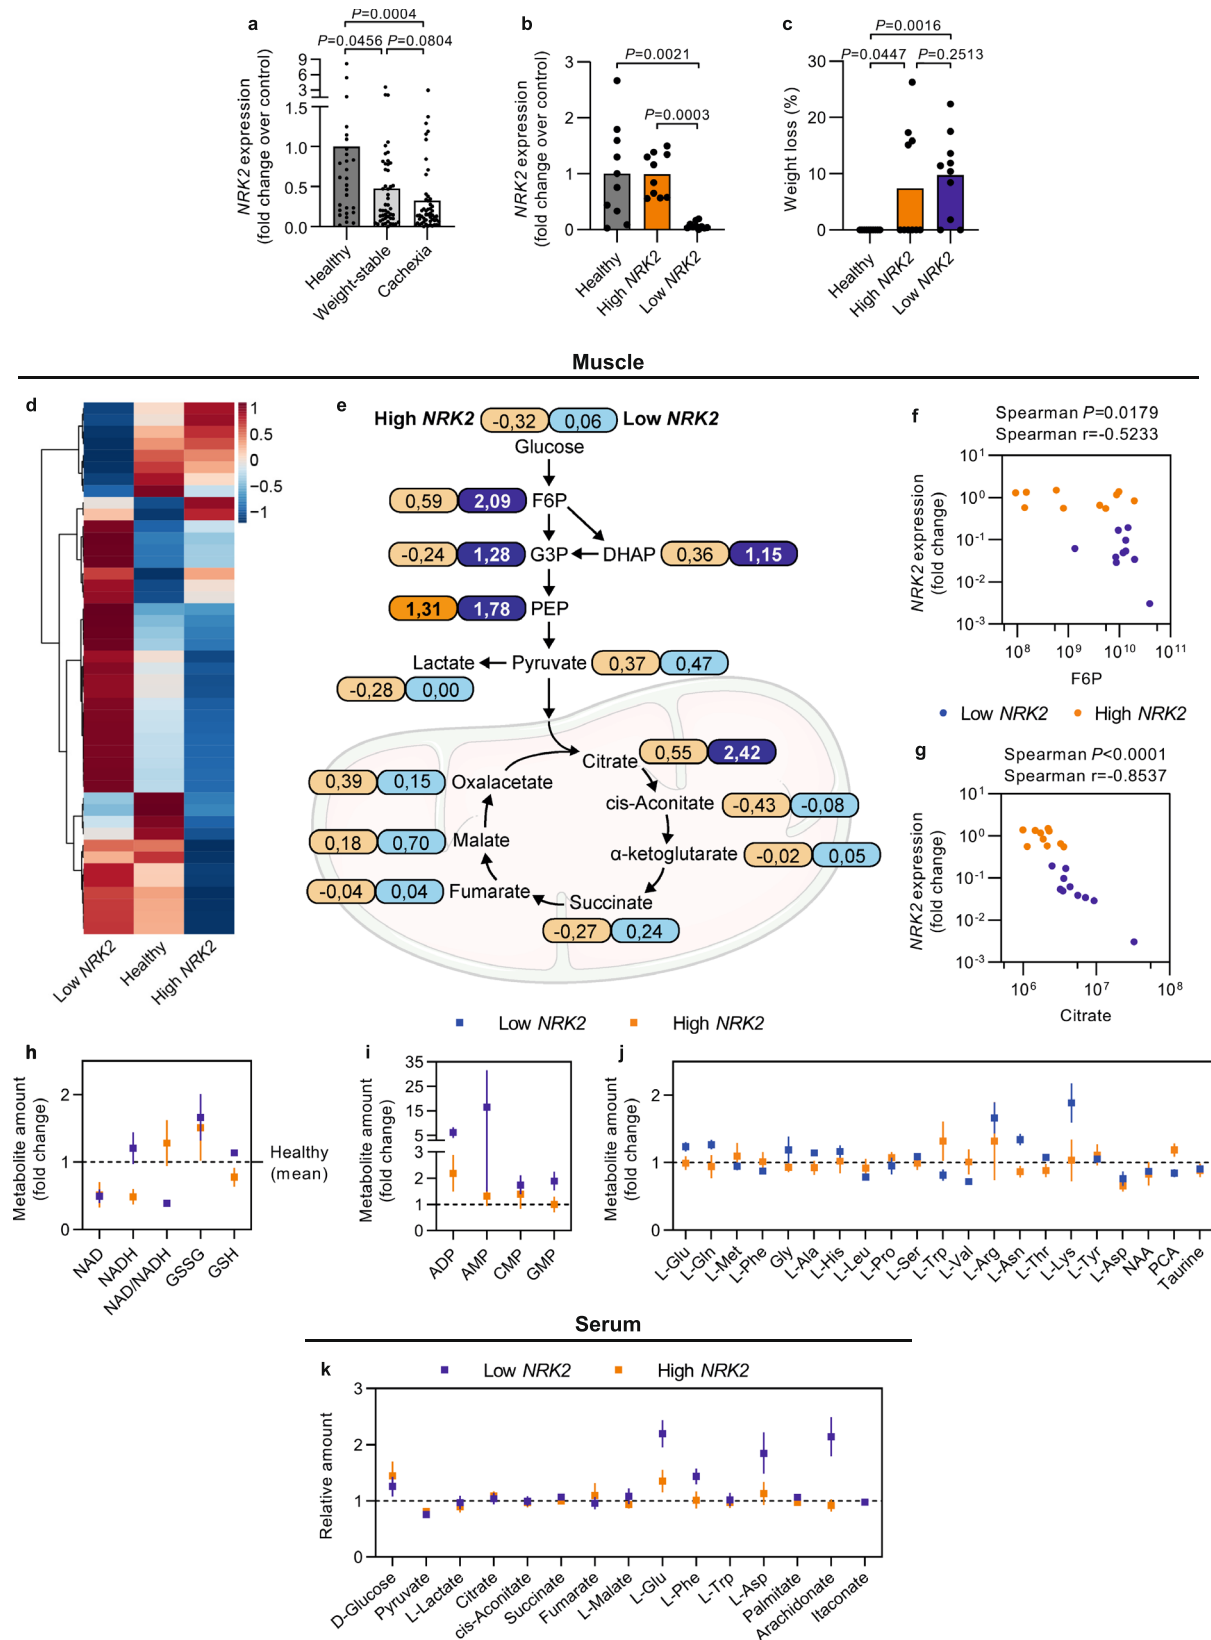 a
P=0.0004
P=0.0456 P=0.0804
NRK2 expression
(fold change over control)
9
6
3
1.5
1.0
0.5
0.0
Healthy
Weight-stable
Cachexia
b
P=0.0021
P=0.0003
NRK2 expression
(fold change over control)
3
2
1
0
Healthy
High NRK2
Low NRK2
c
P=0.0016
P=0.0447 P=0.2513
Weight loss (%)
30
20
10
0
Healthy
High NRK2
Low NRK2
Muscle
d
1
0.5
0
−0.5
−1
Low NRK2
Healthy
High NRK2
e
High NRK2 -0,32 0,06 Low NRK2
Glucose
0,59 2,09 F6P
-0,24 1,28 G3P DHAP 0,36 1,15
1,31 1,78 PEP
Lactate Pyruvate 0,37 0,47
-0,28 0,00
Citrate 0,55 2,42
0,39 0,15 Oxalacetate
cis-Aconitate -0,43 -0,08
0,18 0,70 Malate
α-ketoglutarate -0,02 0,05
-0,04 0,04 Fumarate
Succinate
-0,27 0,24
f
Spearman P=0.0179
Spearman r=-0.5233
NRK2 expression
(fold change)
10¹
10⁰
10⁻¹
10⁻²
10⁻³
10⁸ 10⁹ 10¹⁰ 10¹¹
F6P
Low NRK2 High NRK2
g
Spearman P<0.0001
Spearman r=-0.8537
NRK2 expression
(fold change)
10¹
10⁰
10⁻¹
10⁻²
10⁻³
10⁶ 10⁷ 10⁸
Citrate
Low NRK2 High NRK2
h
Metabolite amount
(fold change)
2
1
0
Healthy
(mean)
NAD
NADH
NAD/NADH
GSSG
GSH
i
Metabolite amount
(fold change)
35
25
15
5
3
2
1
0
ADP
AMP
CMP
GMP
j
Metabolite amount
(fold change)
2
1
0
L-Glu
L-Gln
L-Met
L-Phe
Gly
L-Ala
L-His
L-Leu
L-Pro
L-Ser
L-Trp
L-Val
L-Arg
L-Asn
L-Thr
L-Lys
L-Tyr
L-Asp
NAA
PCA
Taurine
Serum
k
Low NRK2 High NRK2
Relative amount
3
2
1
0
D-Glucose
Pyruvate
L-Lactate
Citrate
cis-Aconitate
Succinate
Fumarate
L-Malate
L-Glu
L-Phe
L-Trp
L-Asp
Palmitate
Arachidonate
Itaconate